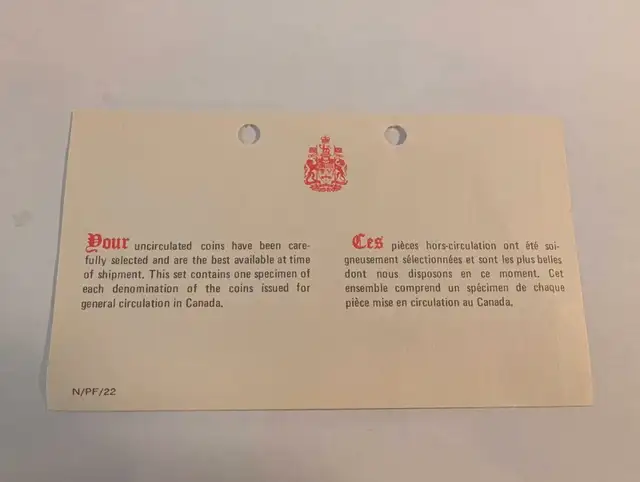 Your uncirculated coins have been care-
fully selected and are the best available at time
of shipment. This set contains one specimen of
each denomination of the coins issued for
general circulation in Canada.
Ces pièces hors-circulation ont été soi-
gneusement sélectionnées et sont les plus belles
dont nous disposons en ce moment. Cet
ensemble comprend un spécimen de chaque
pièce mise en circulation au Canada.
N/PF/22